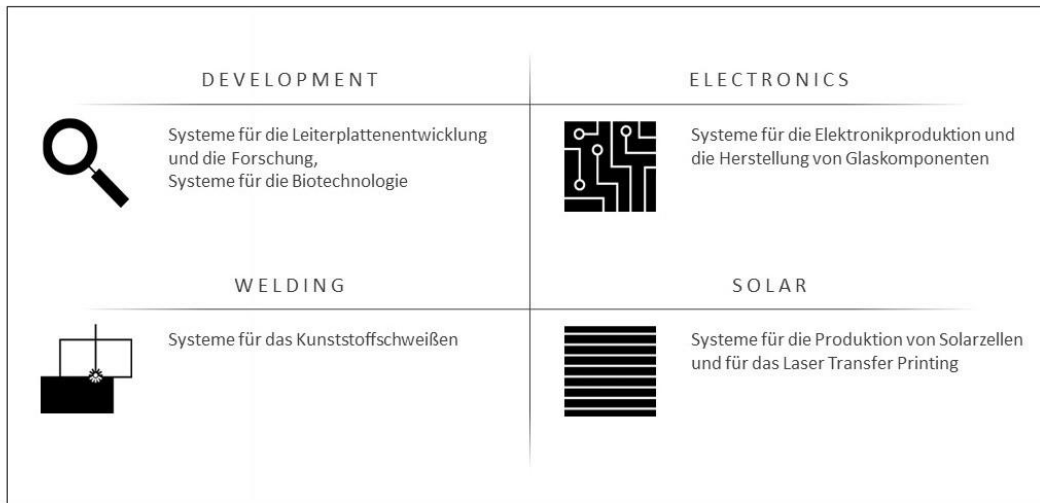 DEVELOPMENT
Systeme für die Leiterplattenentwicklung
und die Forschung,
Systeme für die Biotechnologie
ELECTRONICS
Systeme für die Elektronikproduktion und
die Herstellung von Glaskomponenten
WELDING
Systeme für das Kunststoffschweißen
SOLAR
Systeme für die Produktion von Solarzellen
und für das Laser Transfer Printing